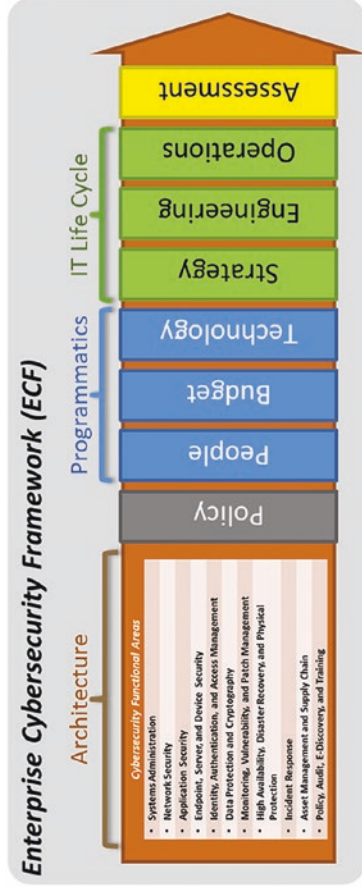 Enterprise Cybersecurity Framework (ECF)
Architecture
Programmatics
IT Life Cycle
Cybersecurity Functional Areas
• Systems Administration
• Network Security
• Application Security
• Endpoint, Server, and Device Security
• Identity, Authentication, and Access Management
• Data Protection and Cryptography
• Monitoring, Vulnerability, and Patch Management
• High Availability, Disaster Recovery, and Physical
Protection
• Incident Response
• Asset Management and Supply Chain
• Policy, Audit, E-Discovery, and Training
Policy
People
Budget
Technology
Strategy
Engineering
Operations
Assessment